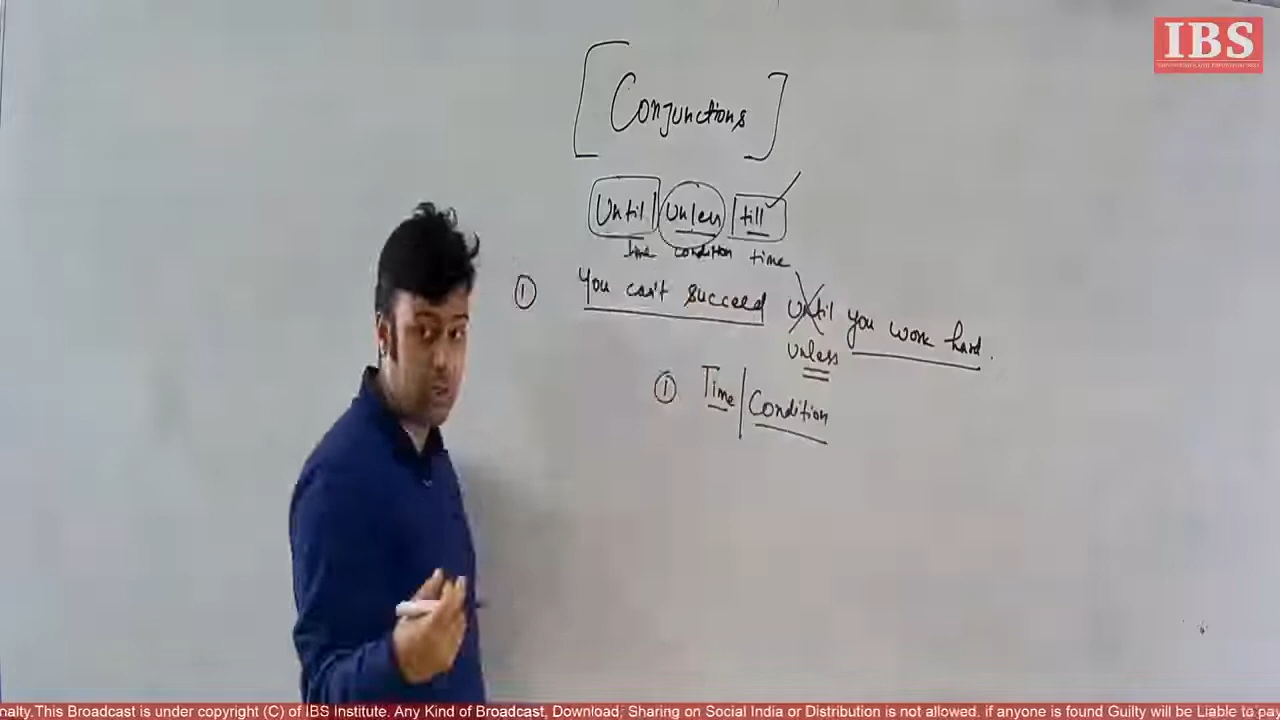 IBS
[Conjunctions]
Until Unless till
time condition time
① You can't succeed until you work hard.
unless
① Time/Condition
nalty.This Broadcast is under copyright (C) of IBS Institute. Any Kind of Broadcast, Download, Sharing on Social India or Distribution is not allowed. if anyone is found Guilty will be Liable to pay